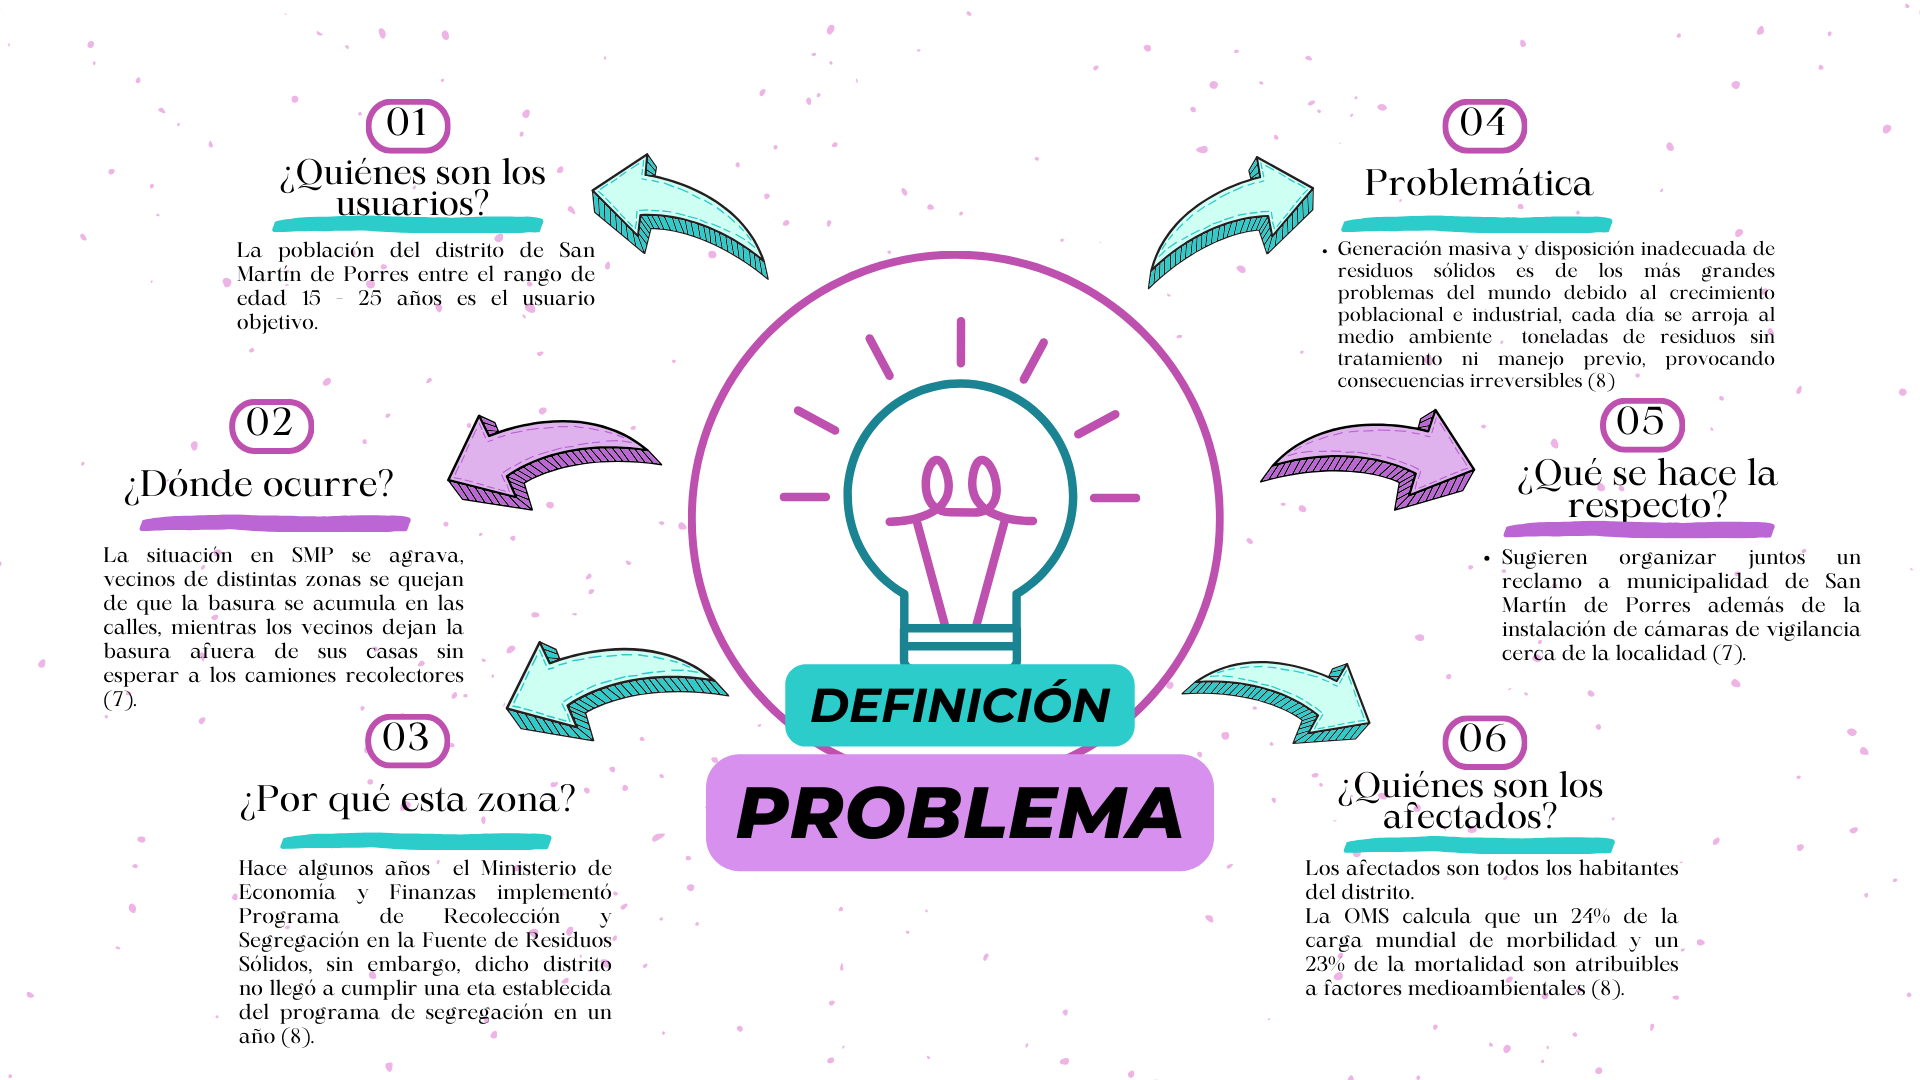 01
¿Quiénes son los
usuarios?
La población del distrito de San
Martín de Porres entre el rango de
edad 15 - 25 años es el usuario
objetivo.
02
¿Dónde ocurre?
La situación en SMP se agrava,
vecinos de distintas zonas se quejan
de que la basura se acumula en las
calles, mientras los vecinos dejan la
basura afuera de sus casas sin
esperar a los camiones recolectores
(7).
03
¿Por qué esta zona?
Hace algunos años el Ministerio de
Economía y Finanzas implementó
Programa de Recolección y
Segregación en la Fuente de Residuos
Sólidos, sin embargo, dicho distrito
no llegó a cumplir una eta establecida
del programa de segregación en un
año (8).
DEFINICIÓN
PROBLEMA
04
Problemática
• Generación masiva y disposición inadecuada de
residuos sólidos es de los más grandes
problemas del mundo debido al crecimiento
poblacional e industrial, cada día se arroja al
medio ambiente toneladas de residuos sin
tratamiento ni manejo previo, provocando
consecuencias irreversibles (8)
05
¿Qué se hace la
respecto?
• Sugieren organizar juntos un
reclamo a municipalidad de San
Martín de Porres además de la
instalación de cámaras de vigilancia
cerca de la localidad (7).
06
¿Quiénes son los
afectados?
Los afectados son todos los habitantes
del distrito.
La OMS calcula que un 24% de la
carga mundial de morbilidad y un
23% de la mortalidad son atribuibles
a factores medioambientales (8).